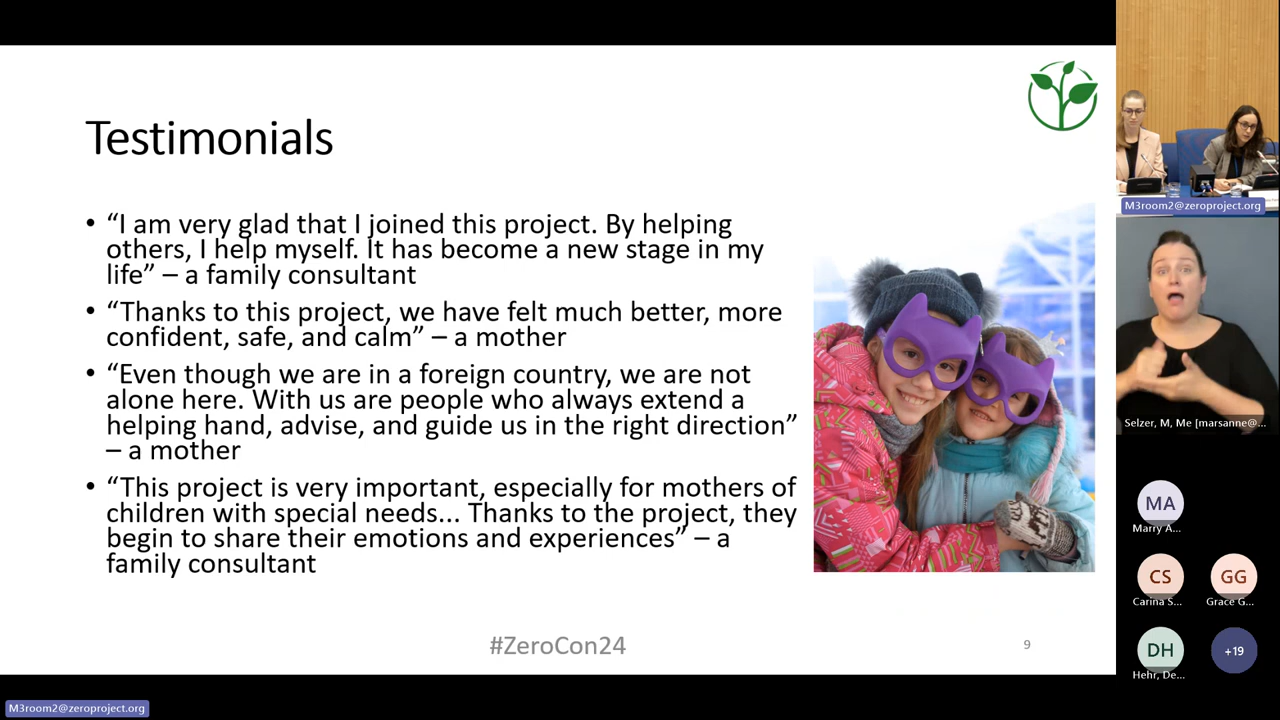 Testimonials
• “I am very glad that I joined this project. By helping
others, I help myself. It has become a new stage in my
life” – a family consultant
• “Thanks to this project, we have felt much better, more
confident, safe, and calm” – a mother
• “Even though we are in a foreign country, we are not
alone here. With us are people who always extend a
helping hand, advise, and guide us in the right direction”
– a mother
• “This project is very important, especially for mothers of
children with special needs... Thanks to the project, they
begin to share their emotions and experiences” – a
family consultant
#ZeroCon24
9
M3room2@zeroproject.org
Selzer, M, Me [marsanne@...
MA
Marry A...
CS
Carina S...
GG
Grace G...
DH
Hehr, De...
+19
M3room2@zeroproject.org